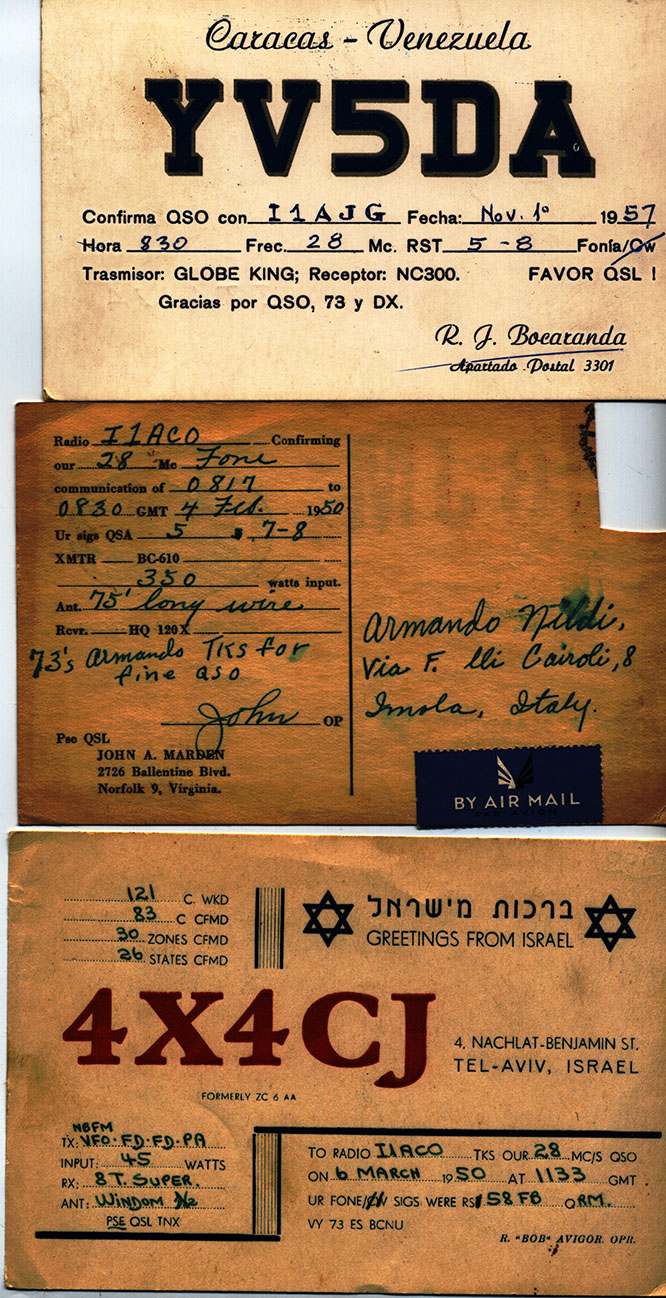 Caracas - Venezuela
YV5DA
Confirma QSO con I1AJG Fecha: Nov. 1º 1957
Hora 830 Frec. 28 Mc. RST 5-8 Fonía/Cw
Trasmisor: GLOBE KING; Receptor: NC300. FAVOR QSL !
Gracias por QSO, 73 y DX.
R. J. Bocaranda
Apartado Postal 3301
Radio I1ACO Confirming
our 28 Mc Fone
communication of 0817 to
0830 GMT 4 Feb. 1950
Ur sigs QSA 5 s 7-8
XMTR BC-610
350 watts input.
Ant. 75' long wire
Rcvr. HQ 120X
73's Armando Tks for
fine QSO
John OP
Pse QSL
JOHN A. MARDEN
2726 Ballentine Blvd.
Norfolk 9, Virginia.
Armando Nildi,
Via F. lli Cairoli, 8
Imola, Italy.
BY AIR MAIL
PAR AVION
121 C. WKD
83 C CFMD
30 ZONES CFMD
26 STATES CFMD
ברכות מישראל
GREETINGS FROM ISRAEL
4X4CJ
4, NACHLAT-BENJAMIN ST.
TEL-AVIV, ISRAEL
FORMERLY ZC 6 AA
NBFM
TX: VFO-FD-FD-PA
INPUT: 45 WATTS
RX: 8 T. SUPER.
ANT: WINDOM
PSE QSL TNX
TO RADIO I1ACO TKS OUR 28 MC/S QSO
ON 6 MARCH 1950 AT 1133 GMT
UR FONE/CW SIGS WERE RS 58 FB QRM.
VY 73 ES BCNU
R. "BOB" AVIGOR. OPR.